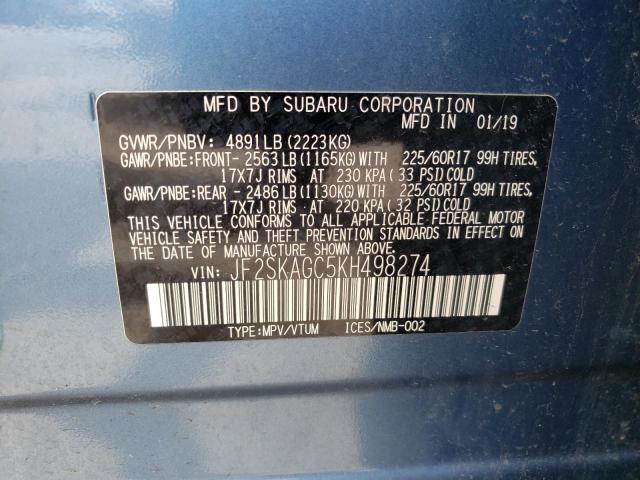 MFD BY SUBARU CORPORATION
MFD IN 01/19
GVWR/PNBV: 4891LB (2223KG)
GAWR/PNBE:FRONT- 2563 LB (1165KG) WITH 225/60R17 99H TIRES,
17X7J RIMS AT 230 KPA (33 PSI) COLD
GAWR/PNBE:REAR - 2486 LB (1130KG) WITH 225/60R17 99H TIRES,
17X7J RIMS AT 220 KPA (32 PSI) COLD
THIS VEHICLE CONFORMS TO ALL APPLICABLE FEDERAL MOTOR
VEHICLE SAFETY AND THEFT PREVENTION STANDARDS IN EFFECT ON
THE DATE OF MANUFACTURE SHOWN ABOVE.
VIN: JF2SKAGC5KH498274
TYPE:MPV/VTUM ICES/NMB-002